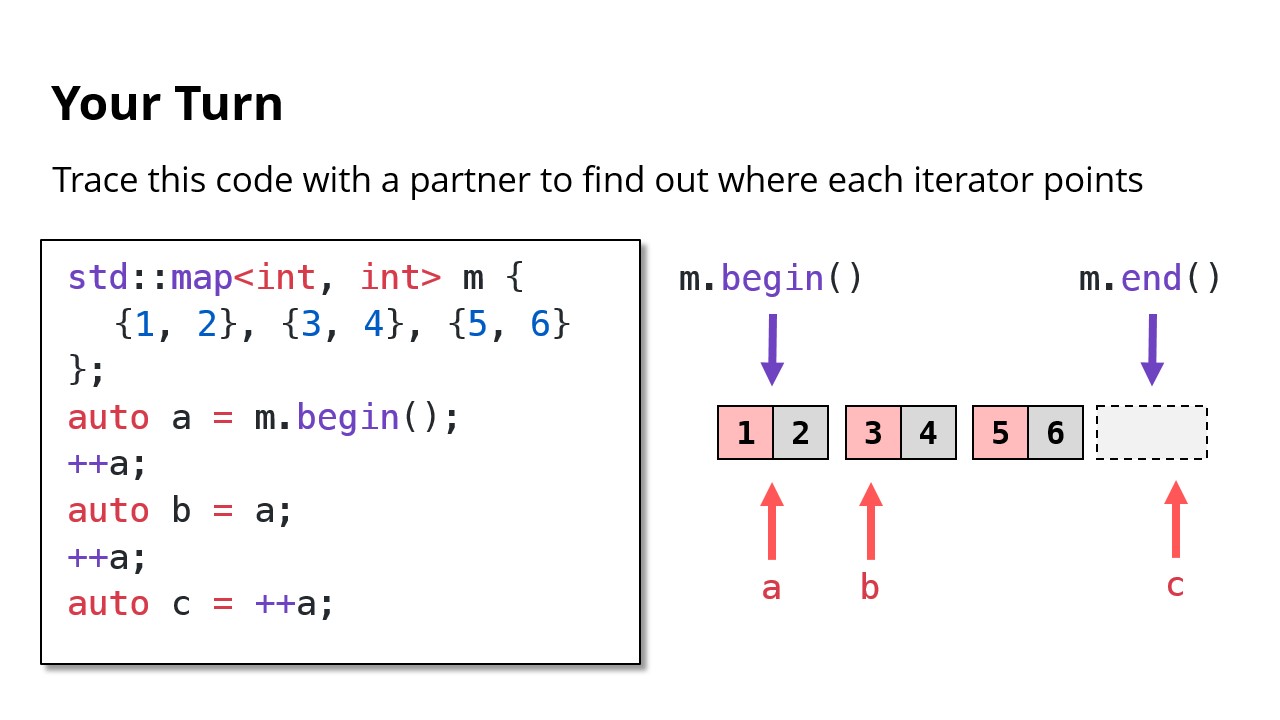 Your Turn
Trace this code with a partner to find out where each iterator points
std::map<int, int> m {
{1, 2}, {3, 4}, {5, 6}
};
auto a = m.begin();
++a;
auto b = a;
++a;
auto c = ++a;
m.begin() m.end()
1 2 3 4 5 6
a b c